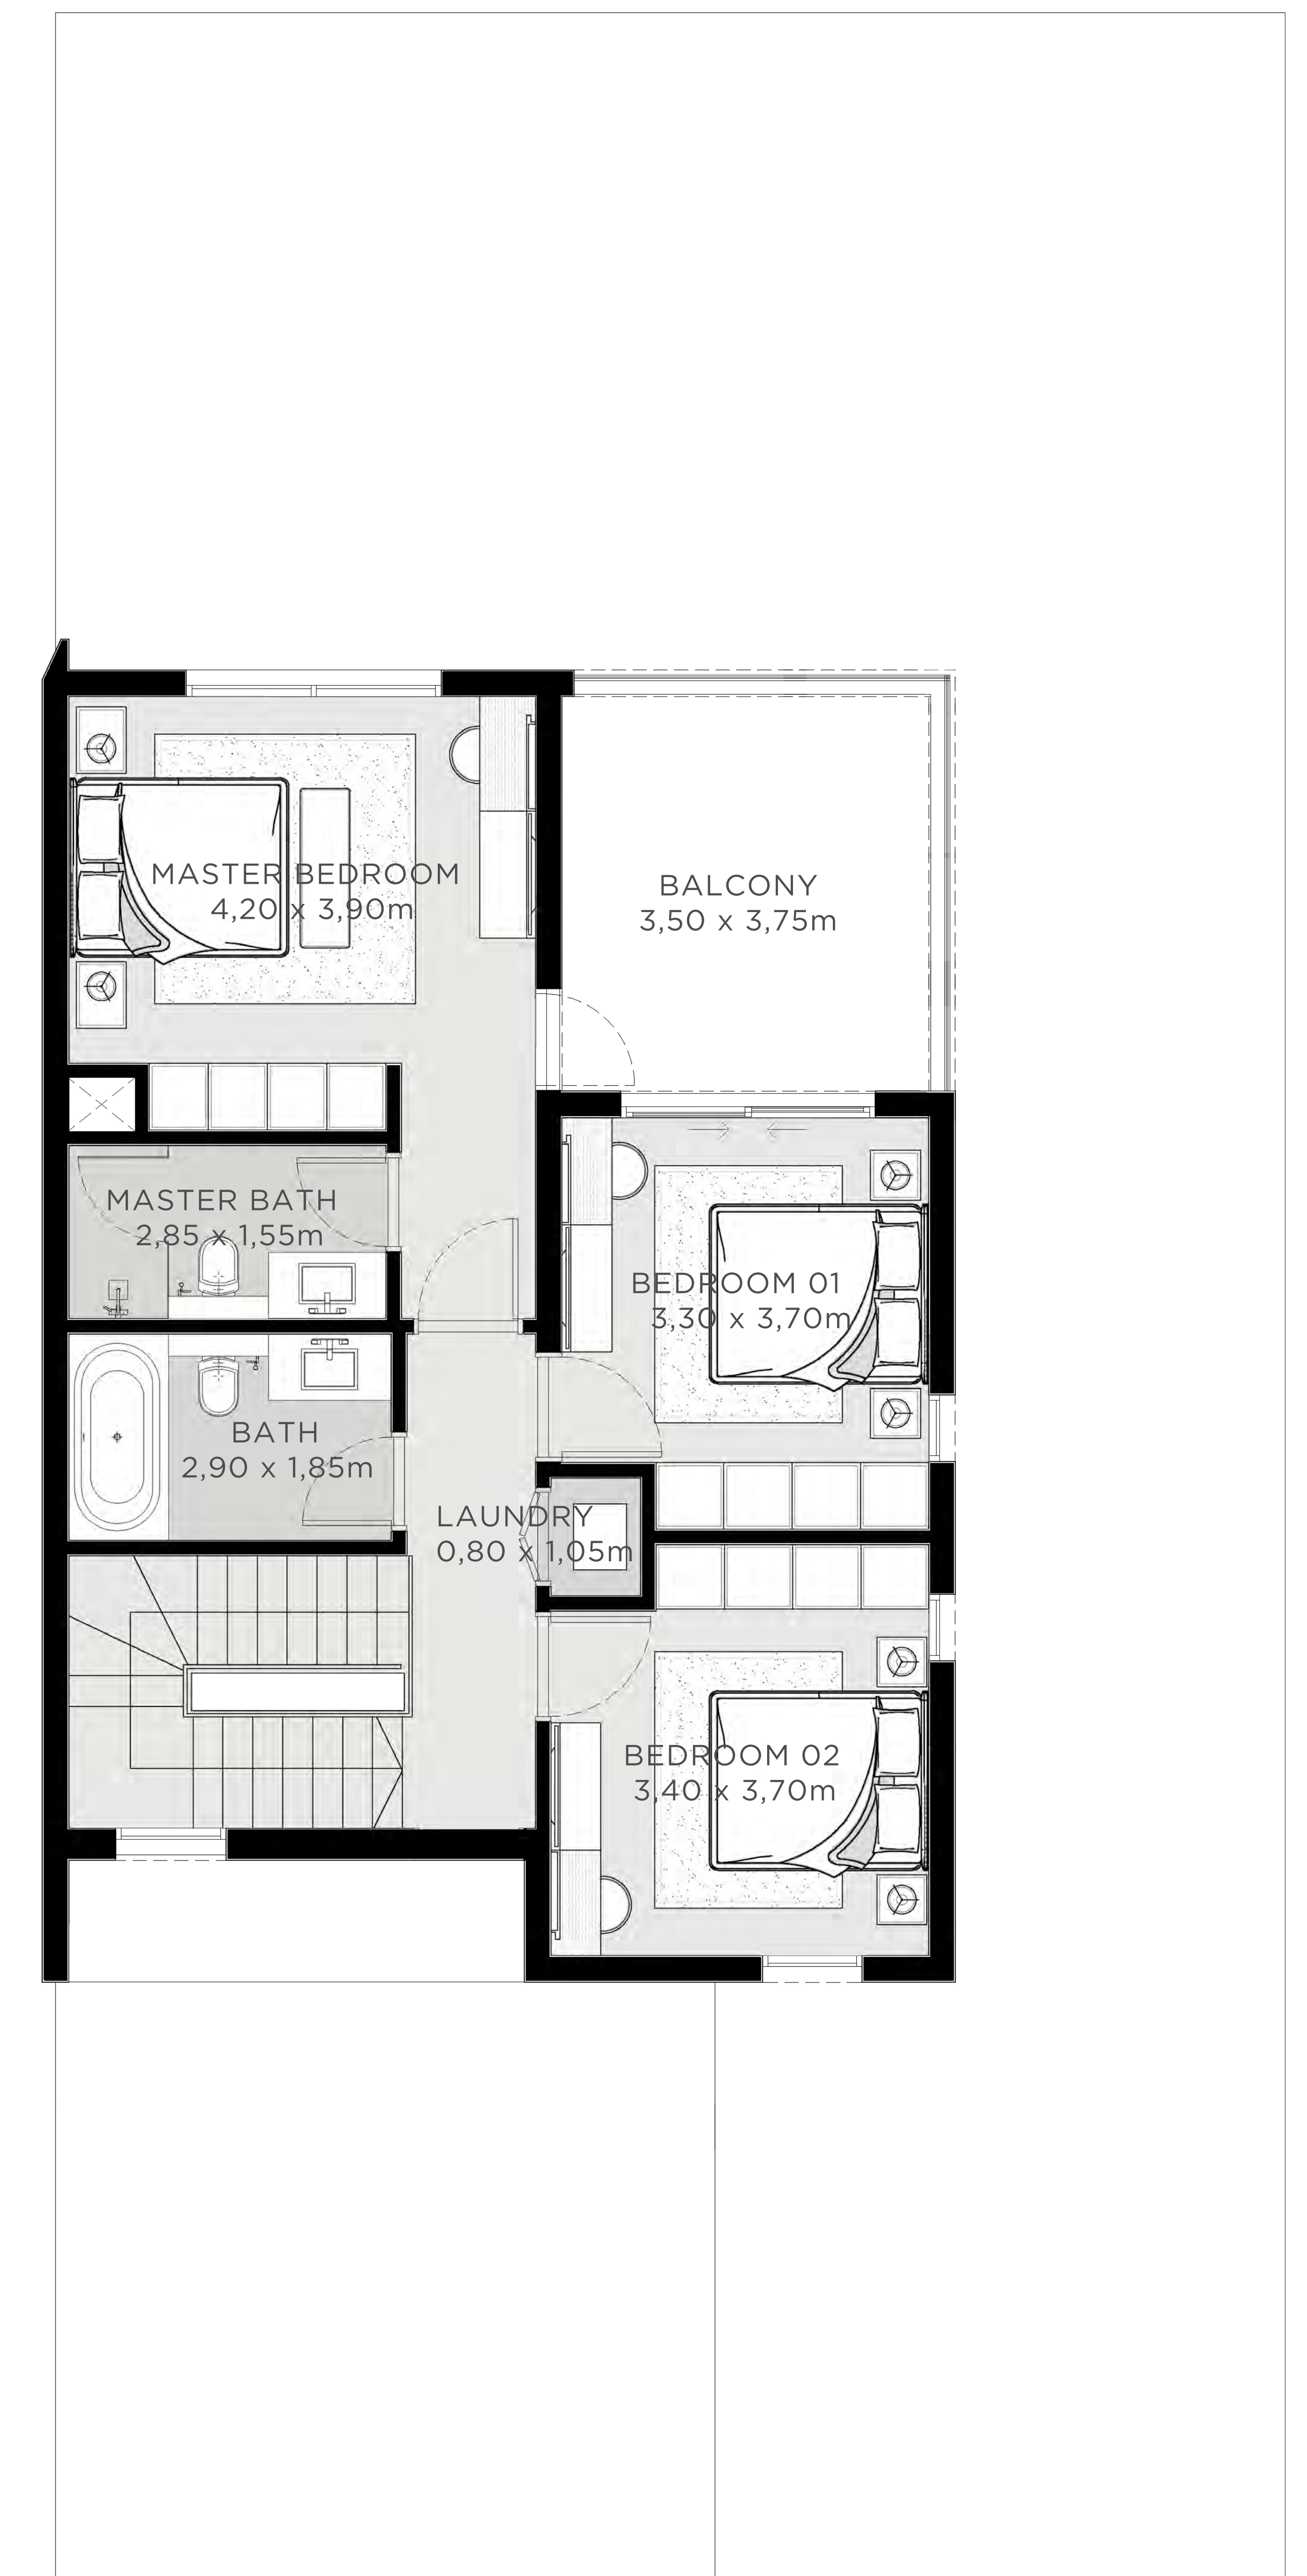 MASTER BEDROOM
4,20 x 3,90m
BALCONY
3,50 x 3,75m
MASTER BATH
2,85 x 1,55m
BEDROOM 01
3,30 x 3,70m
BATH
2,90 x 1,85m
LAUNDRY
0,80 x 1,05m
BEDROOM 02
3,40 x 3,70m